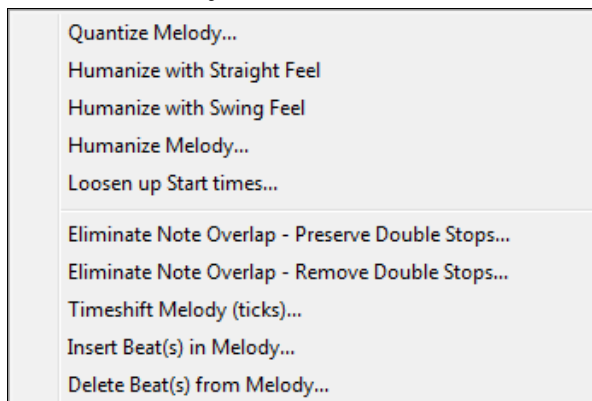 Quantize Melody...
Humanize with Straight Feel
Humanize with Swing Feel
Humanize Melody...
Loosen up Start times...
Eliminate Note Overlap - Preserve Double Stops...
Eliminate Note Overlap - Remove Double Stops...
Timeshift Melody (ticks)...
Insert Beat(s) in Melody...
Delete Beat(s) from Melody...